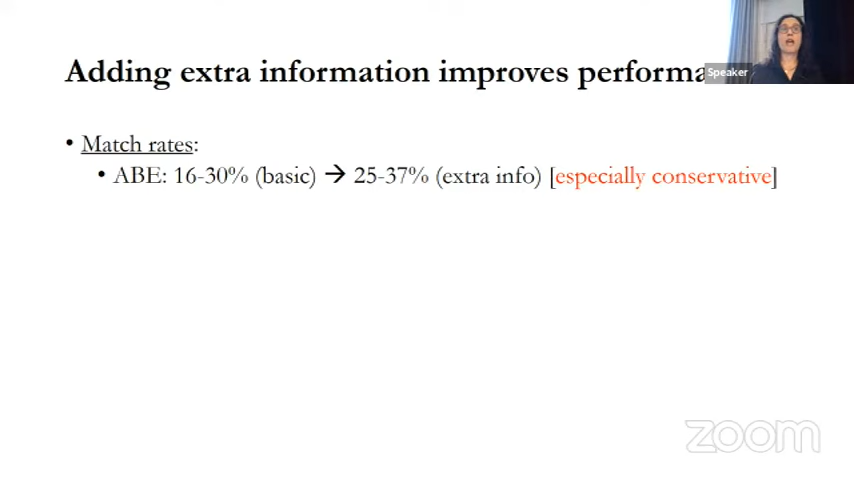 Adding extra information improves performa
Speaker
• Match rates:
• ABE: 16-30% (basic) → 25-37% (extra info) [especially conservative]
zoom